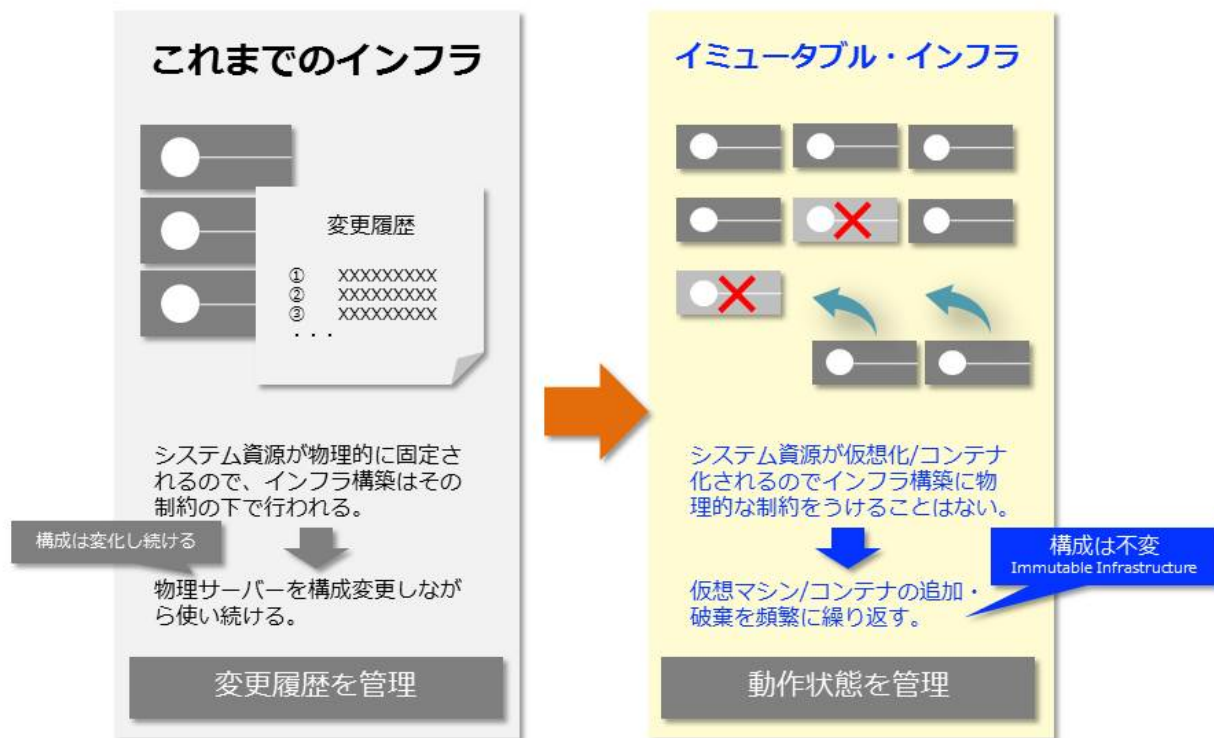 これまでのインフラ
変更履歴
① XXXXXXXXX
② XXXXXXXXX
③ XXXXXXXXX
・・・
システム資源が物理的に固定さ
れるので、インフラ構築はその
制約の下で行われる。
構成は変化し続ける
物理サーバーを構成変更しなが
ら使い続ける。
変更履歴を管理
イミュータブル・インフラ
システム資源が仮想化/コンテナ
化されるのでインフラ構築に物
理的な制約をうけることはない。
構成は不変
Immutable Infrastructure
仮想マシン/コンテナの追加・
破棄を頻繁に繰り返す。
動作状態を管理